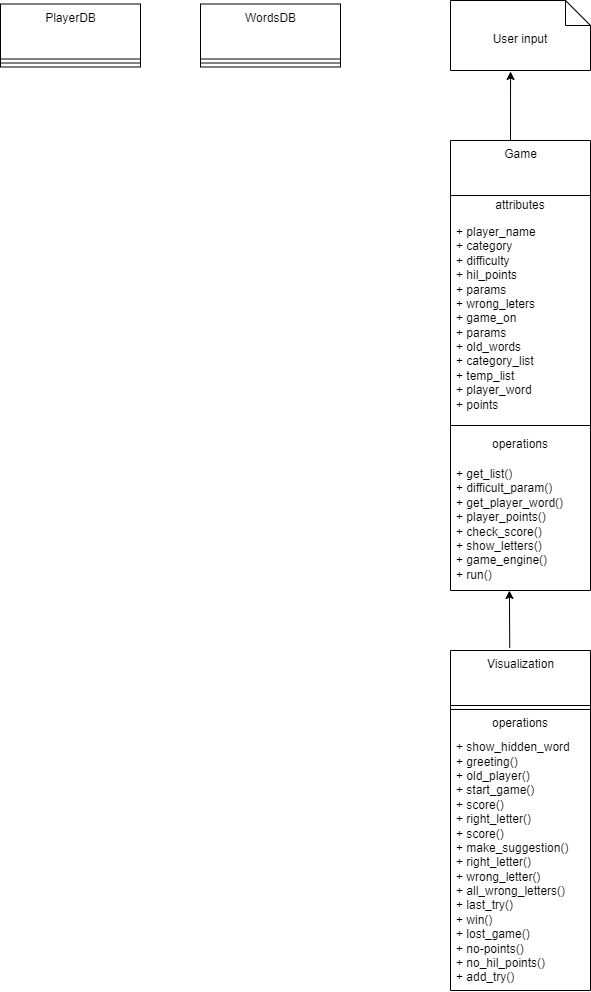 PlayerDB
WordsDB
User input
Game
attributes
+ player_name
+ category
+ difficulty
+ hil_points
+ params
+ wrong_leters
+ game_on
+ params
+ old_words
+ category_list
+ temp_list
+ player_word
+ points
operations
+ get_list()
+ difficult_param()
+ get_player_word()
+ player_points()
+ check_score()
+ show_letters()
+ game_engine()
+ run()
Visualization
operations
+ show_hidden_word
+ greeting()
+ old_player()
+ start_game()
+ score()
+ right_letter()
+ score()
+ make_suggestion()
+ right_letter()
+ wrong_letter()
+ all_wrong_letters()
+ last_try()
+ win()
+ lost_game()
+ no-points()
+ no_hil_points()
+ add_try()